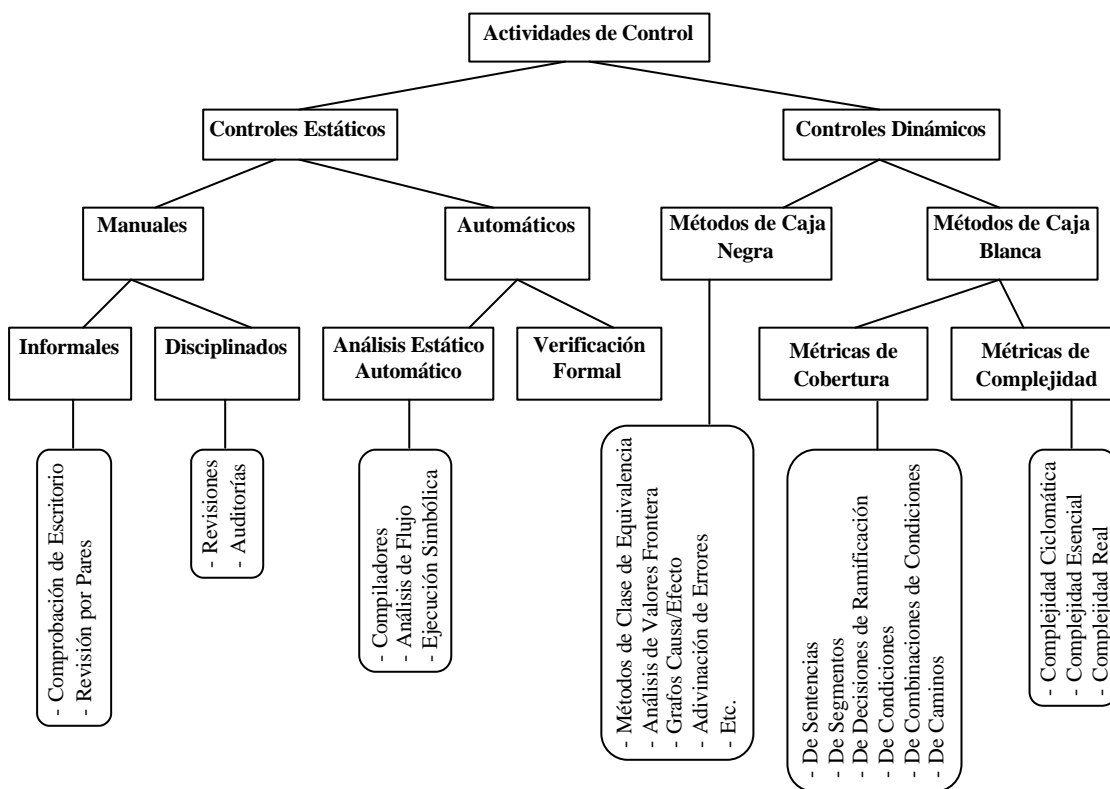 Actividades de Control
Controles Estáticos
Controles Dinámicos
Manuales
Automáticos
Métodos de Caja
Negra
Métodos de Caja
Blanca
Informales
Disciplinados
Análisis Estático
Automático
Verificación
Formal
Métricas de
Cobertura
Métricas de
Complejidad
- Comprobación de Escritorio
- Revisión por Pares
- Revisiones
- Auditorías
- Compiladores
- Análisis de Flujo
- Ejecución Simbólica
- Métodos de Clase de Equivalencia
- Análisis de Valores Frontera
- Grafos Causa/Efecto
- Adivinación de Errores
- Etc.
- De Sentencias
- De Segmentos
- De Decisiones de Ramificación
- De Condiciones
- De Combinaciones de Condiciones
- De Caminos
- Complejidad Ciclomática
- Complejidad Esencial
- Complejidad Real